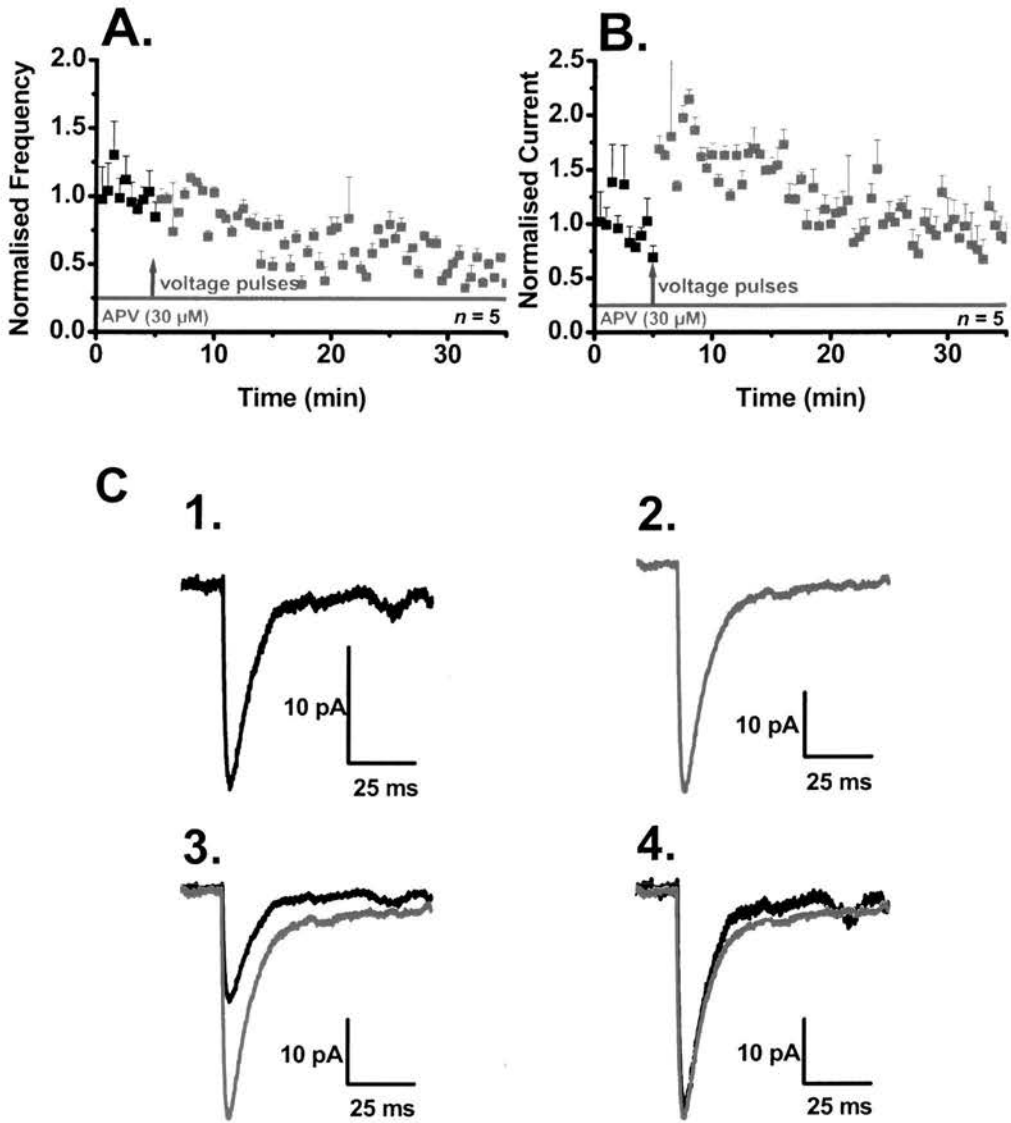 A.
2.0
1.5
1.0
0.5
0.0
Normalised Frequency
voltage pulses
APV (30 µM)
n = 5
0
10
20
30
Time (min)
B.
2.5
2.0
1.5
1.0
0.5
0.0
Normalised Current
voltage pulses
APV (30 µM)
n = 5
0
10
20
30
Time (min)
C
1.
10 pA
25 ms
2.
10 pA
25 ms
3.
10 pA
25 ms
4.
10 pA
25 ms